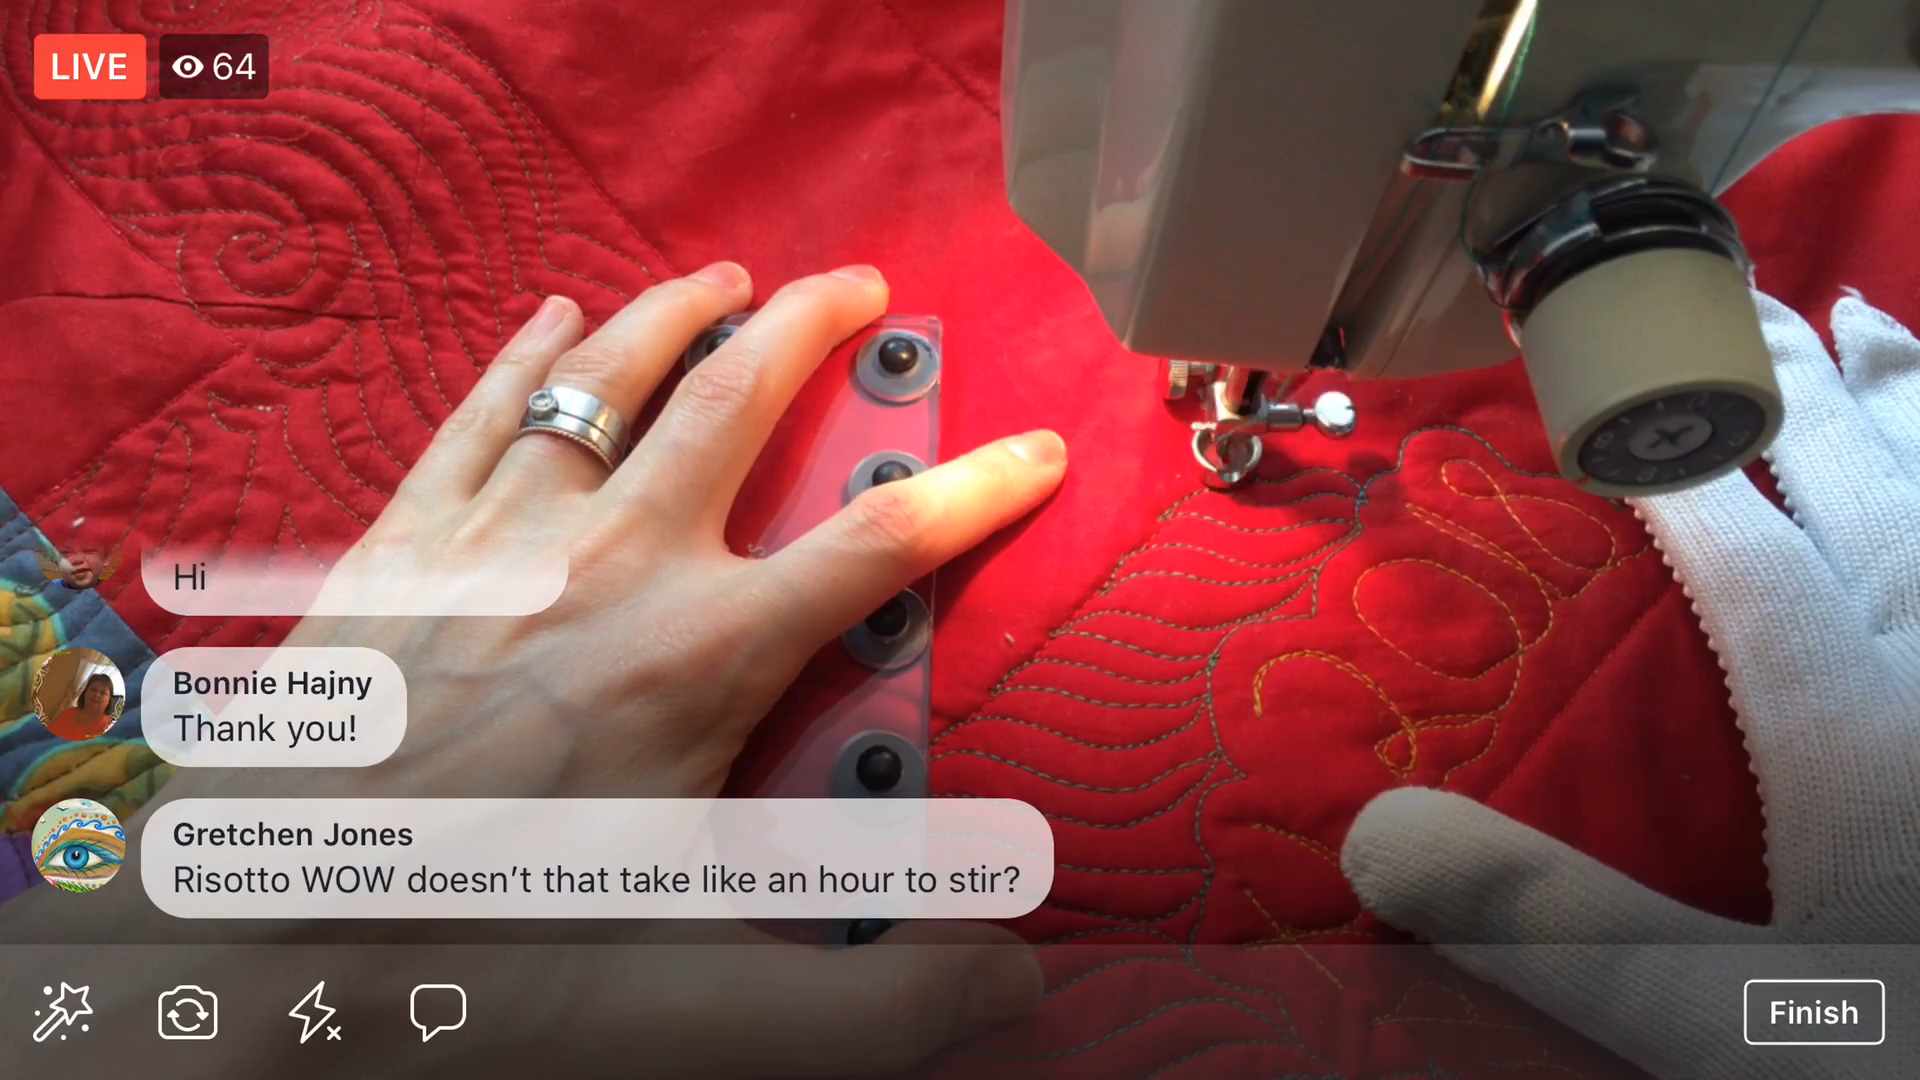 LIVE 64
Hi
Bonnie Hajny
Thank you!
Gretchen Jones
Risotto WOW doesn’t that take like an hour to stir?
Finish